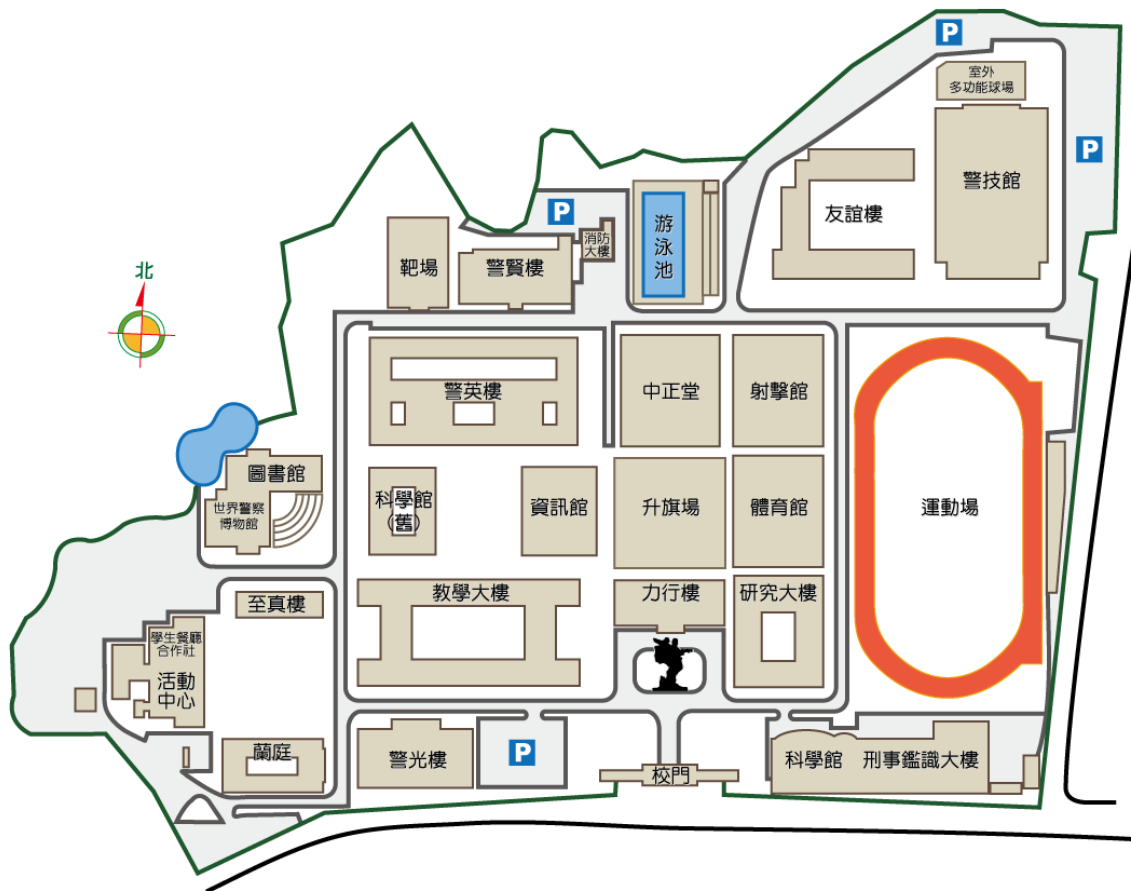 P
室外
多功能球場
P
警技館
友誼樓
P
消防
大樓
游
泳
池
靶場
警賢樓
北
警英樓
中正堂
射擊館
圖書館
世界警察
博物館
科學館
舊
資訊館
升旗場
體育館
運動場
至真樓
教學大樓
力行樓
研究大樓
學生餐廳
合作社
活動
中心
蘭庭
警光樓
P
校門
科學館
刑事鑑識大樓